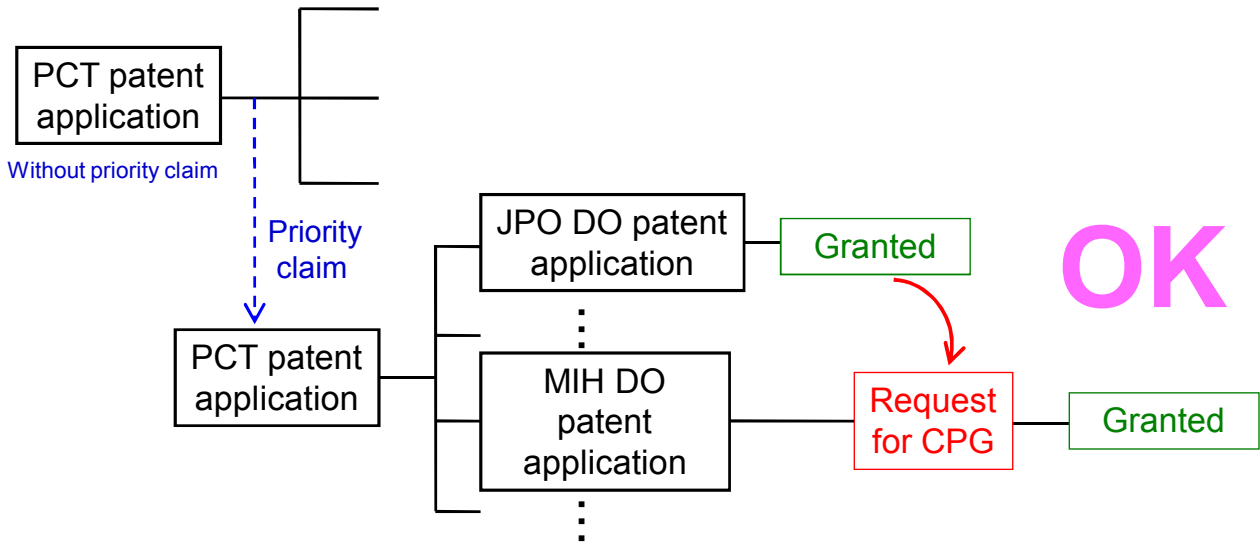 PCT patent
application
Without priority claim
Priority
claim
JPO DO patent
application
Granted
OK
PCT patent
application
MIH DO
patent
application
Request
for CPG
Granted